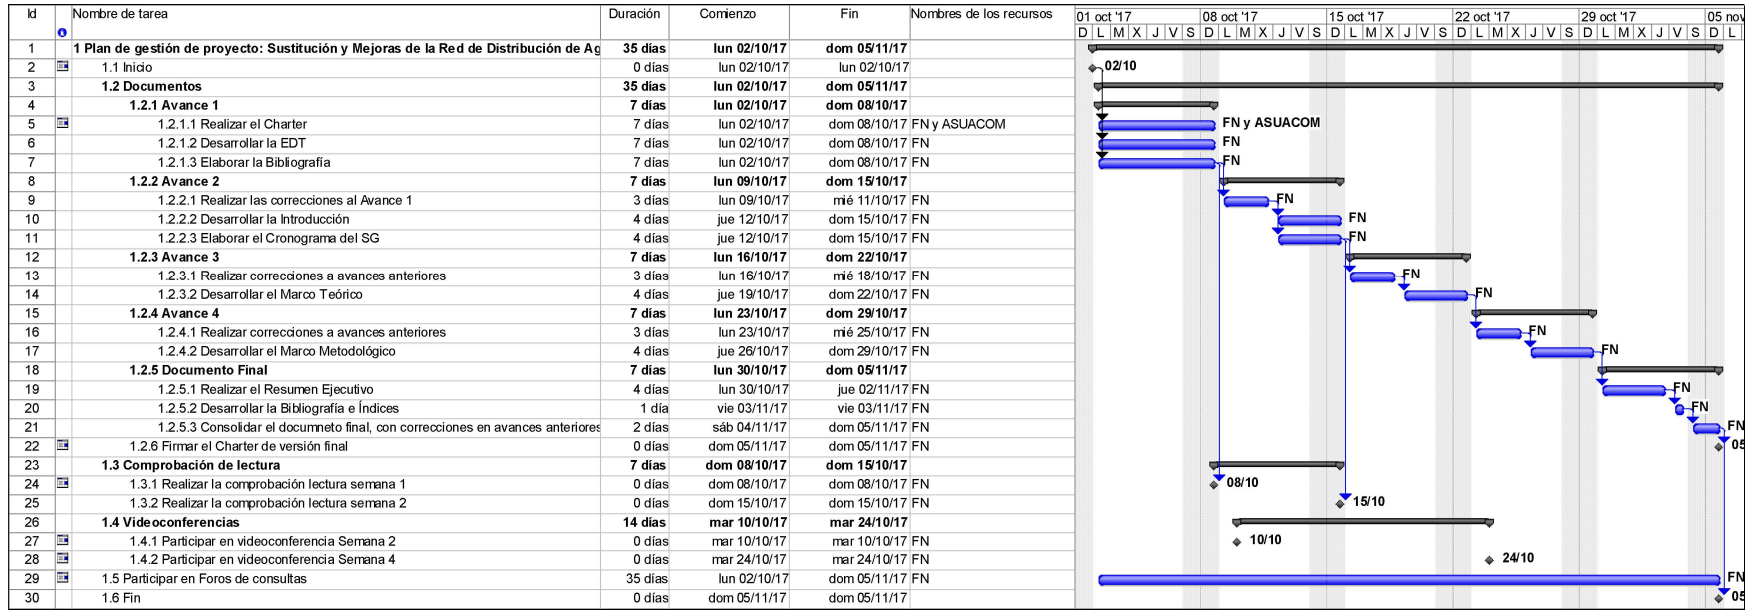 Id Nombre de tarea Duración Comienzo Fin Nombres de los recursos 01 oct '17 08 oct '17 15 oct '17 22 oct '17 29 oct '17 05 nov
D L M X J V S D L M X J V S D L M X J V S D L M X J V S D L M X J V S D L
1 1 Plan de gestión de proyecto: Sustitución y Mejoras de la Red de Distribución de Ag 35 días lun 02/10/17 dom 05/11/17
2 1.1 Inicio 0 días lun 02/10/17 lun 02/10/17 02/10
3 1.2 Documentos 35 días lun 02/10/17 dom 05/11/17
4 1.2.1 Avance 1 7 días lun 02/10/17 dom 08/10/17
5 1.2.1.1 Realizar el Charter 7 días lun 02/10/17 dom 08/10/17 FN y ASUACOM FN y ASUACOM
6 1.2.1.2 Desarrollar la EDT 7 días lun 02/10/17 dom 08/10/17 FN FN
7 1.2.1.3 Elaborar la Bibliografía 7 días lun 02/10/17 dom 08/10/17 FN FN
8 1.2.2 Avance 2 7 días lun 09/10/17 dom 15/10/17
9 1.2.2.1 Realizar las correcciones al Avance 1 3 días lun 09/10/17 mié 11/10/17 FN FN
10 1.2.2.2 Desarrollar la Introducción 4 días jue 12/10/17 dom 15/10/17 FN FN
11 1.2.2.3 Elaborar el Cronograma del SG 4 días jue 12/10/17 dom 15/10/17 FN FN
12 1.2.3 Avance 3 7 días lun 16/10/17 dom 22/10/17
13 1.2.3.1 Realizar correcciones a avances anteriores 3 días lun 16/10/17 mié 18/10/17 FN FN
14 1.2.3.2 Desarrollar el Marco Teórico 4 días jue 19/10/17 dom 22/10/17 FN FN
15 1.2.4 Avance 4 7 días lun 23/10/17 dom 29/10/17
16 1.2.4.1 Realizar correcciones a avances anteriores 3 días lun 23/10/17 mié 25/10/17 FN FN
17 1.2.4.2 Desarrollar el Marco Metodológico 4 días jue 26/10/17 dom 29/10/17 FN FN
18 1.2.5 Documento Final 7 días lun 30/10/17 dom 05/11/17
19 1.2.5.1 Realizar el Resumen Ejecutivo 4 días lun 30/10/17 jue 02/11/17 FN FN
20 1.2.5.2 Desarrollar la Bibliografía e Índices 1 día vie 03/11/17 vie 03/11/17 FN FN
21 1.2.5.3 Consolidar el documneto final, con correcciones en avances anteriores 2 días sáb 04/11/17 dom 05/11/17 FN FN
22 1.2.6 Firmar el Charter de versión final 0 días dom 05/11/17 dom 05/11/17 FN 05
23 1.3 Comprobación de lectura 7 días dom 08/10/17 dom 15/10/17
24 1.3.1 Realizar la comprobación lectura semana 1 0 días dom 08/10/17 dom 08/10/17 FN 08/10
25 1.3.2 Realizar la comprobación lectura semana 2 0 días dom 15/10/17 dom 15/10/17 FN 15/10
26 1.4 Videoconferencias 14 días mar 10/10/17 mar 24/10/17
27 1.4.1 Participar en videoconferencia Semana 2 0 días mar 10/10/17 mar 10/10/17 FN 10/10
28 1.4.2 Participar en videoconferencia Semana 4 0 días mar 24/10/17 mar 24/10/17 FN 24/10
29 1.5 Participar en Foros de consultas 35 días lun 02/10/17 dom 05/11/17 FN FN
30 1.6 Fin 0 días dom 05/11/17 dom 05/11/17 05